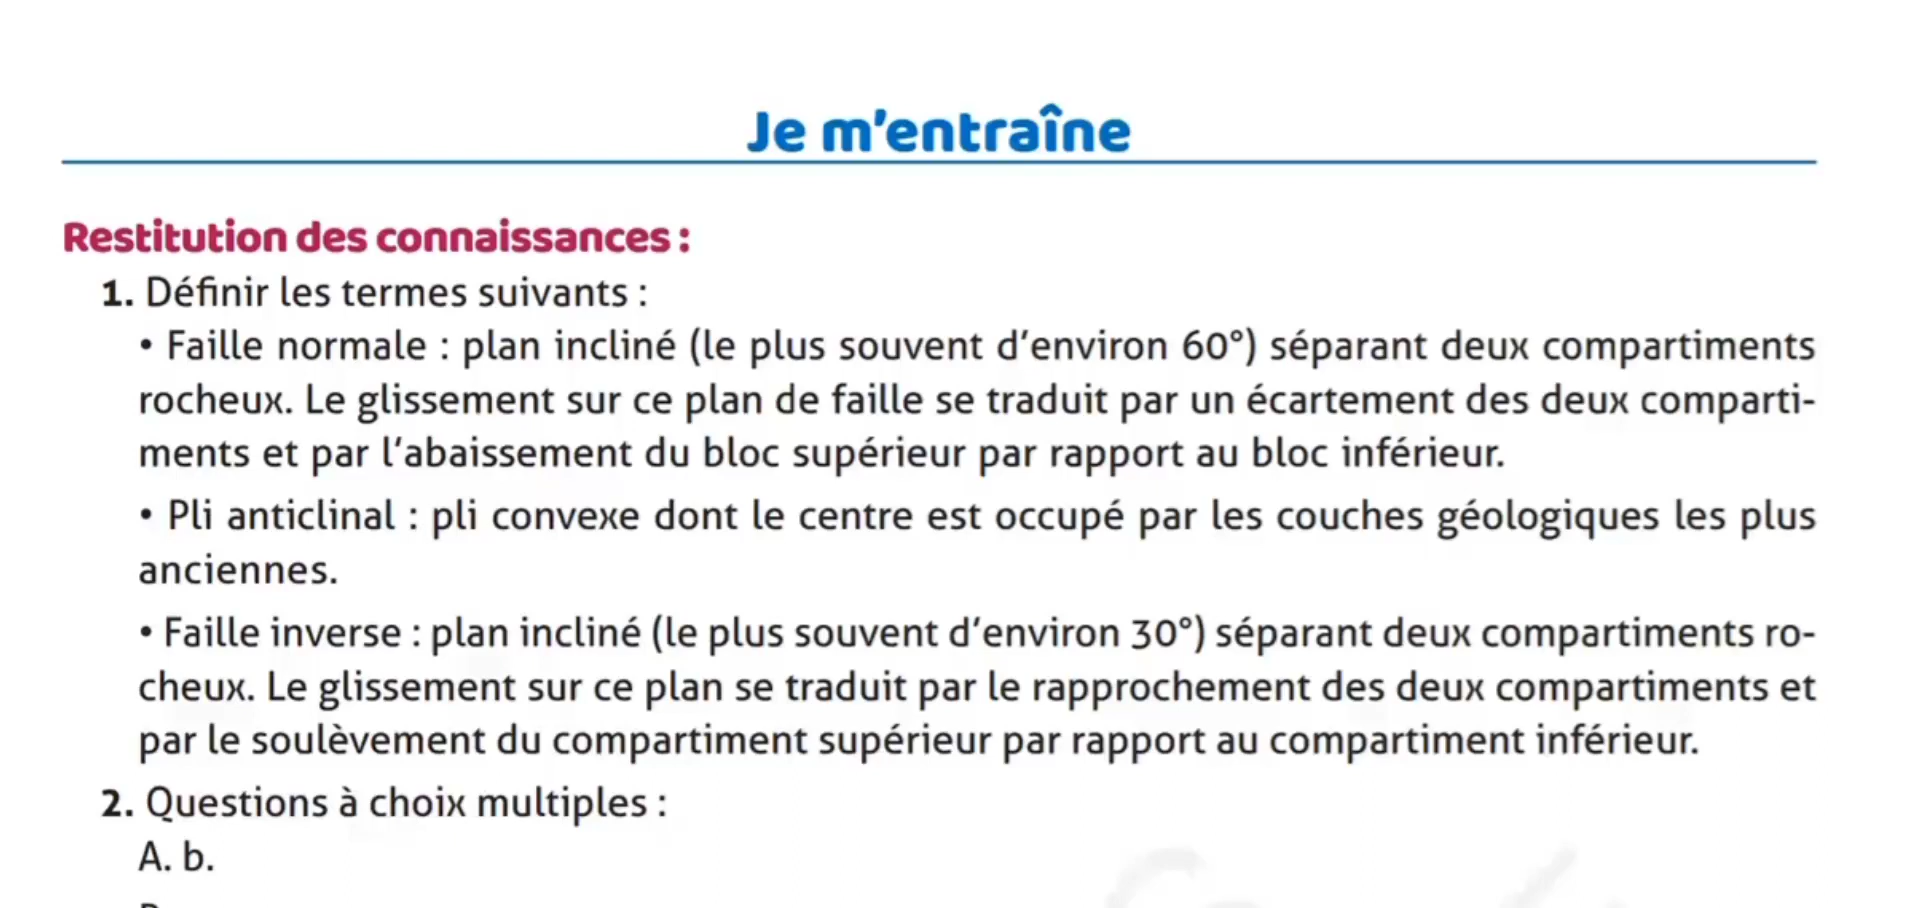 Je m'entraîne
Restitution des connaissances :
1. Définir les termes suivants :
• Faille normale : plan incliné (le plus souvent d'environ 60°) séparant deux compartiments
rocheux. Le glissement sur ce plan de faille se traduit par un écartement des deux comparti-
ments et par l'abaissement du bloc supérieur par rapport au bloc inférieur.
• Pli anticlinal : pli convexe dont le centre est occupé par les couches géologiques les plus
anciennes.
• Faille inverse : plan incliné (le plus souvent d'environ 30°) séparant deux compartiments ro-
cheux. Le glissement sur ce plan se traduit par le rapprochement des deux compartiments et
par le soulèvement du compartiment supérieur par rapport au compartiment inférieur.
2. Questions à choix multiples :
A. b.